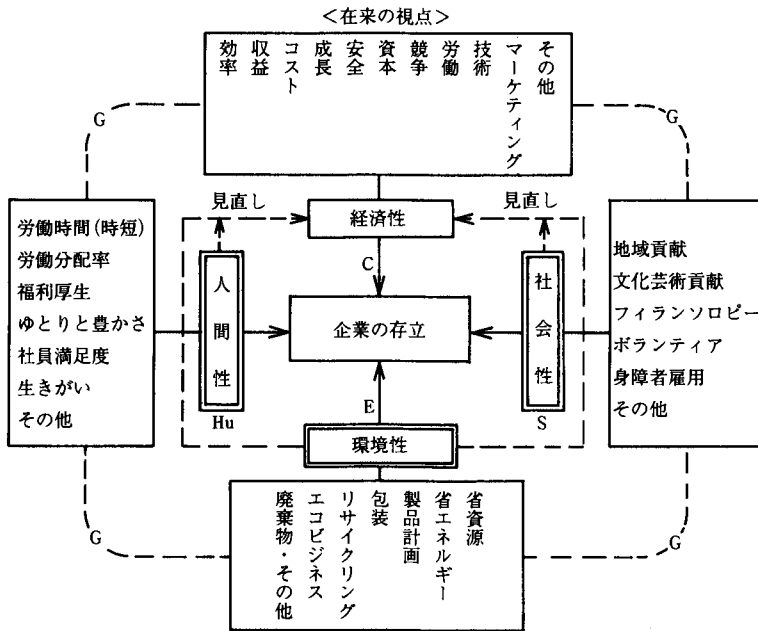 ＜在来の視点＞
効率
収益
コスト
成長
安全
資本
競争
労働
技術
マーケティング
その他
G
G
見直し
見直し
経済性
労働時間(時短)
労働分配率
福利厚生
ゆとりと豊かさ
社員満足度
生きがい
その他
人間性
Hu
C
企業の存立
E
社会性
S
地域貢献
文化芸術貢献
フィランソロピー
ボランティア
身障者雇用
その他
環境性
G
G
廃棄物・その他
エコビジネス
リサイクリング
包装
製品計画
省エネルギー
省資源